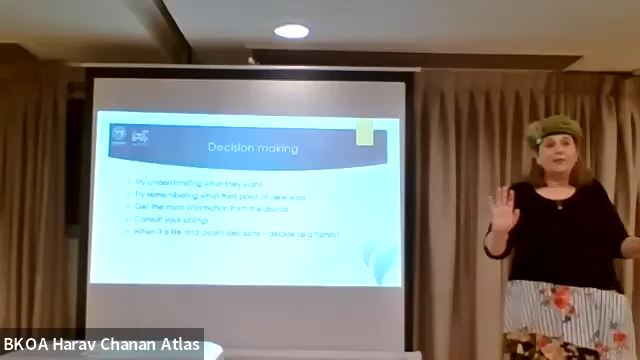 Decision making
Try understanding what they want
Try remembering what their point of view was
Get the most information from the doctor
Consult your siblings
When it is life and death decisions - decide as a family!
BKOA Harav Chanan Atlas